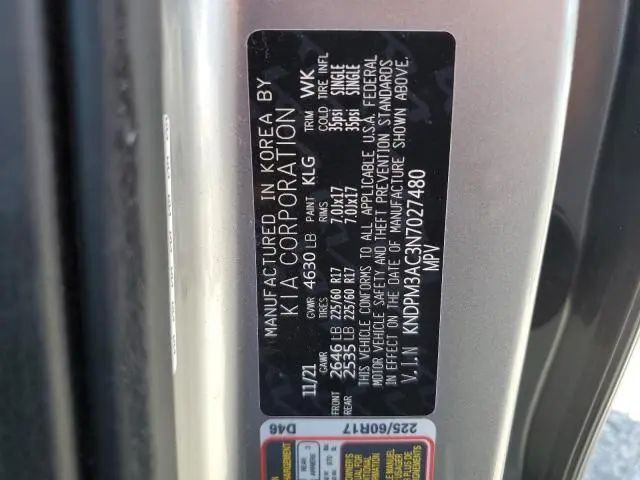 MANUFACTURED IN KOREA BY
KIA CORPORATION
11/21 GVWR 4630 LB PAINT KLG TRIM WK
GAWR TIRES RIMS COLD TIRE INFL
FRONT 2646 LB 225/60 R17 7.0Jx17 35psi SINGLE
REAR 2535 LB 225/60 R17 7.0Jx17 35psi SINGLE
THIS VEHICLE CONFORMS TO ALL APPLICABLE U.S.A. FEDERAL
MOTOR VEHICLE SAFETY AND THEFT PREVENTION STANDARDS
IN EFFECT ON THE DATE OF MANUFACTURE SHOWN ABOVE.
V.I.N KNDPM3AC3N7027480
MPV
D46 225/60R17